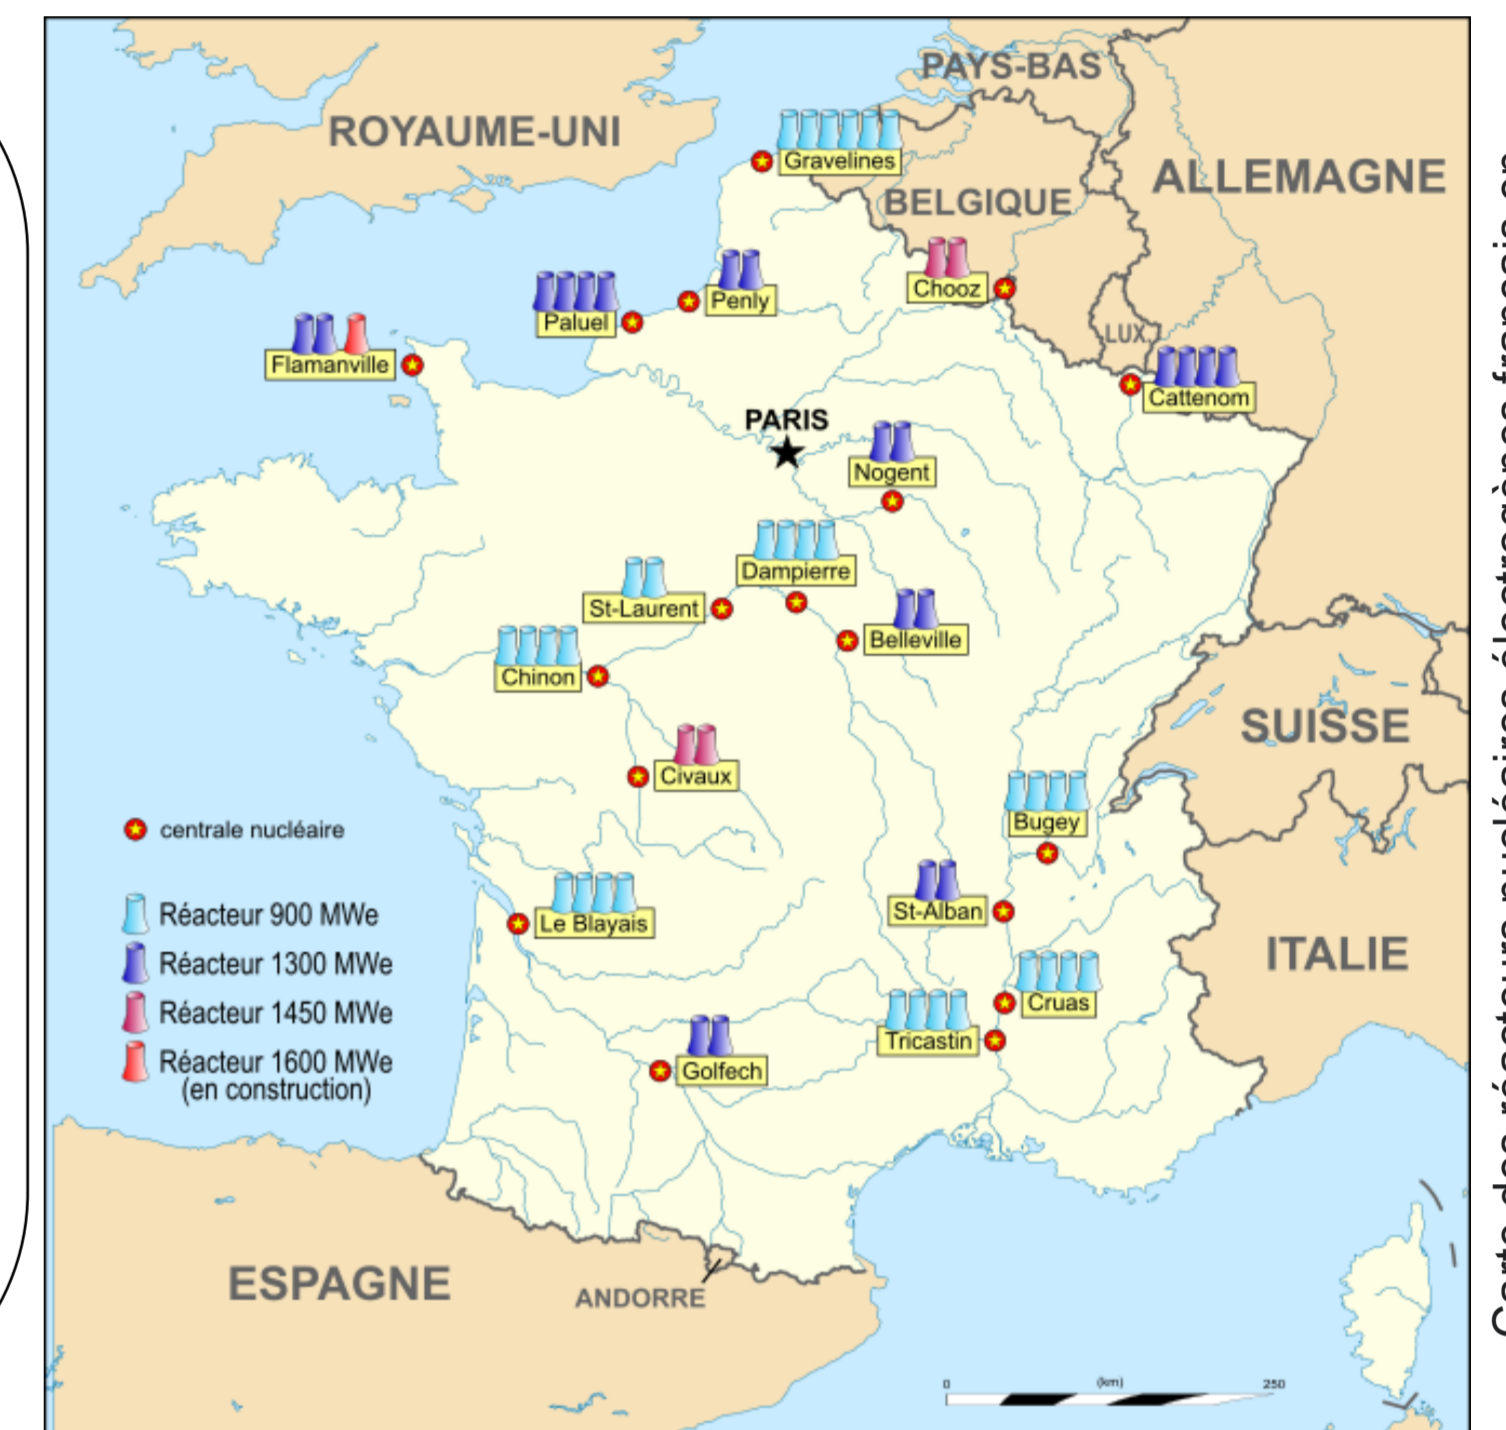 PAYS-BAS
ROYAUME-UNI
Gravelines
ALLEMAGNE
BELGIQUE
Chooz
Penly
Paluel
LUX.
Flamanville
Cattenom
PARIS
Nogent
Dampierre
St-Laurent
Belleville
Chinon
SUISSE
Civaux
Bugey
centrale nucléaire
Réacteur 900 MWe
Réacteur 1300 MWe
Réacteur 1450 MWe
Réacteur 1600 MWe
(en construction)
Le Blayais
St-Alban
ITALIE
Cruas
Tricastin
Golfech
ESPAGNE
ANDORRE
0 (km) 250